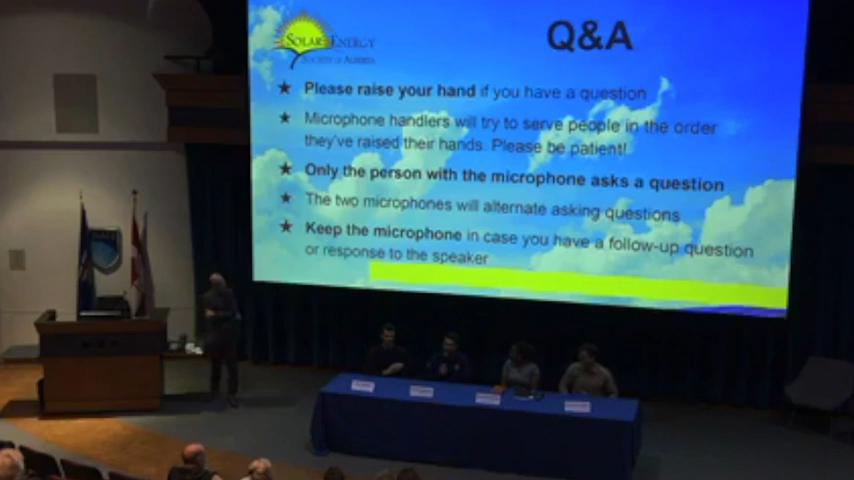 SOLAR ENERGY
SOCIETY OF ALBERTA
Q&A
★ Please raise your hand if you have a question
★ Microphone handlers will try to serve people in the order
they've raised their hands. Please be patient!
★ Only the person with the microphone asks a question
★ The two microphones will alternate asking questions
★ Keep the microphone in case you have a follow-up question
or response to the speaker